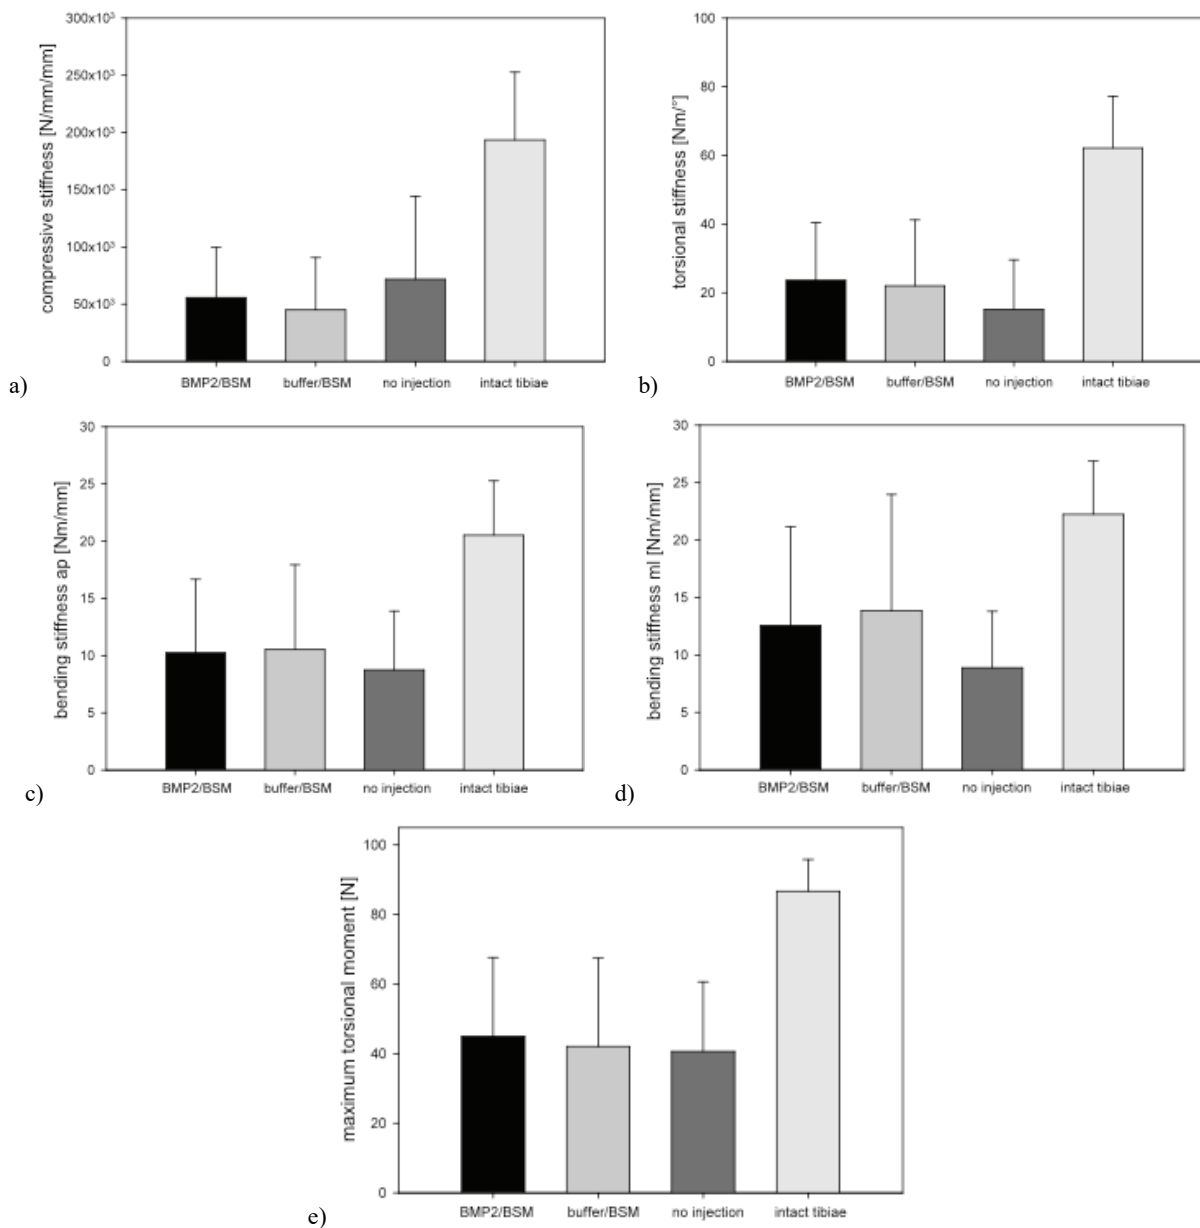 300x10³
250x10³
200x10³
150x10³
100x10³
50x10³
0
compressive stiffness [N/mm/mm]
BMP2/BSM buffer/BSM no injection intact tibiae
a)
100
80
60
40
20
0
torsional stiffness [Nm/°]
BMP2/BSM buffer/BSM no injection intact tibiae
b)
30
25
20
15
10
5
0
bending stiffness ap [Nm/mm]
BMP2/BSM buffer/BSM no injection intact tibiae
c)
30
25
20
15
10
5
0
bending stiffness ml [Nm/mm]
BMP2/BSM buffer/BSM no injection intact tibiae
d)
100
80
60
40
20
0
maximum torsional moment [N]
BMP2/BSM buffer/BSM no injection intact tibiae
e)